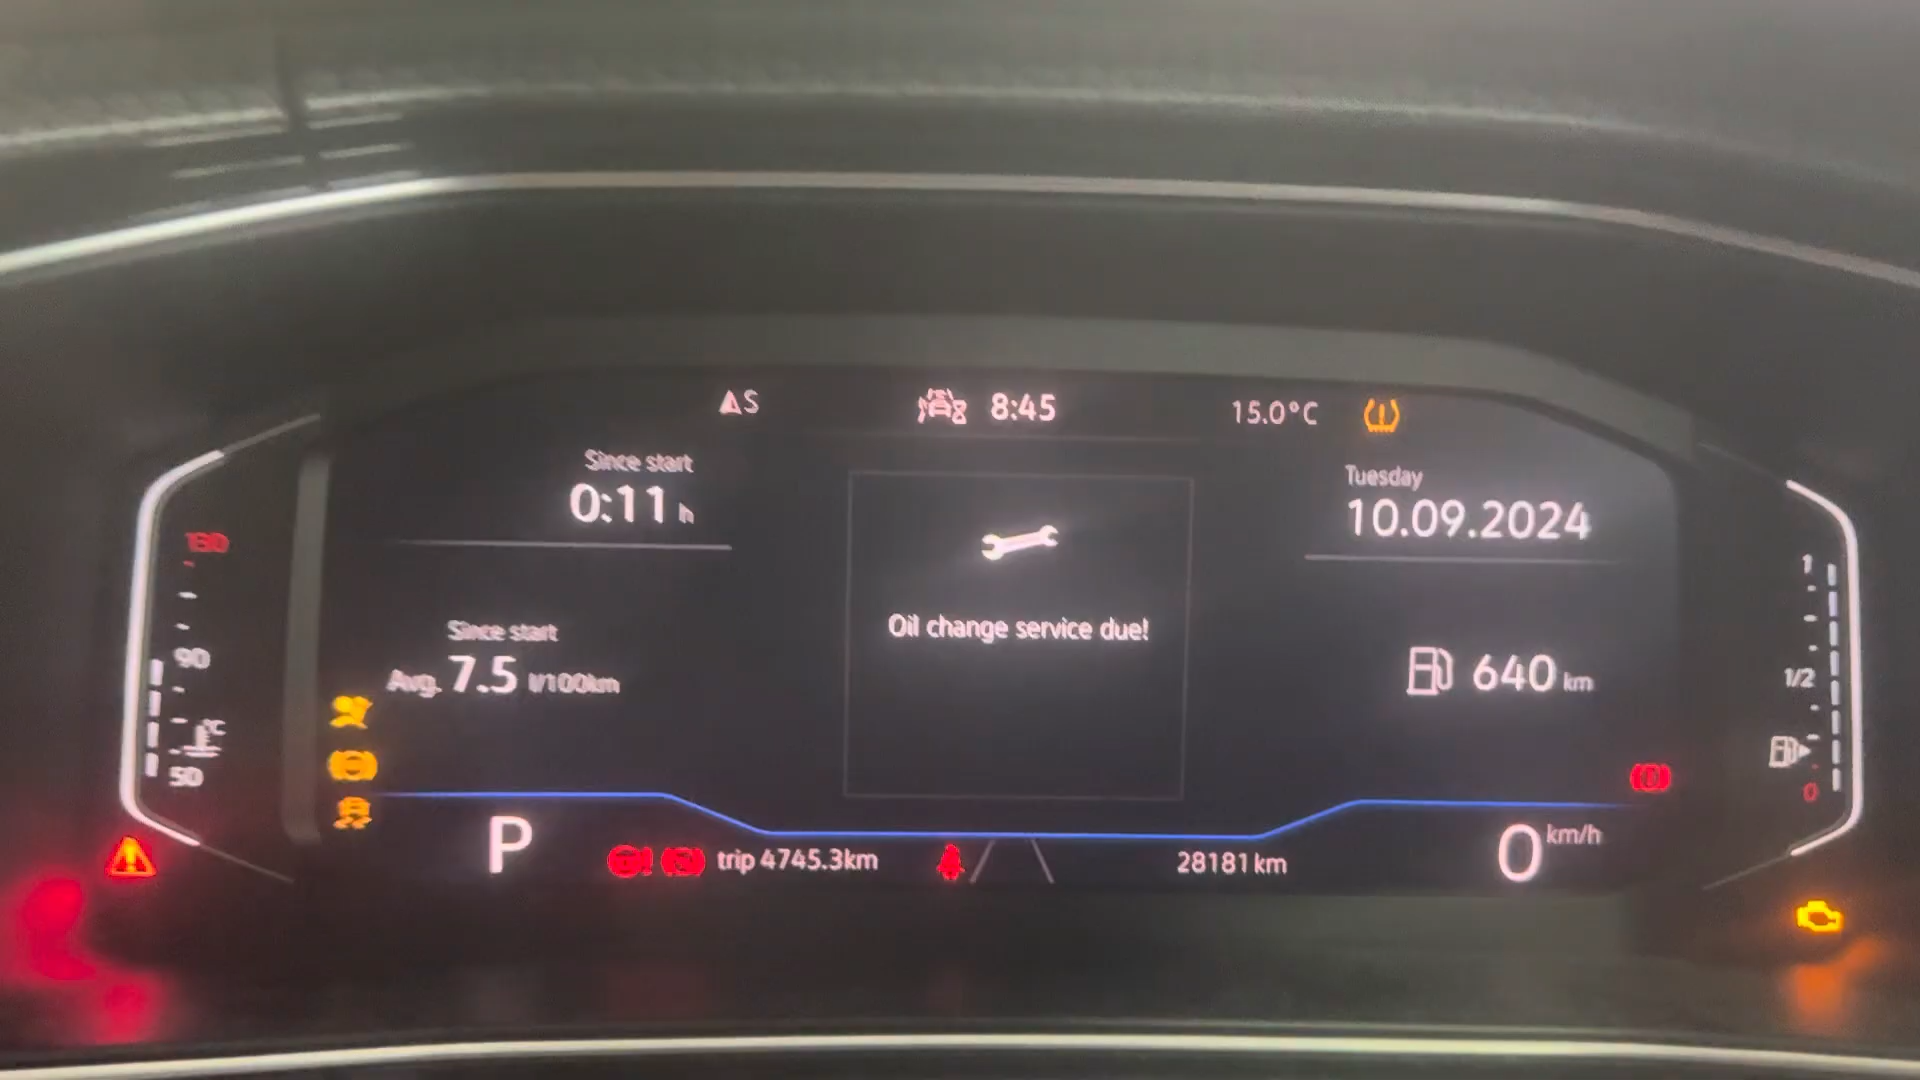 S
8:45
15.0°C
Since start
0:11 h
Tuesday
10.09.2024
130
90
°C
50
Since start
Avg. 7.5 l/100km
Oil change service due!
640 km
1
1/2
0
P
trip 4745.3km
28181 km
0 km/h